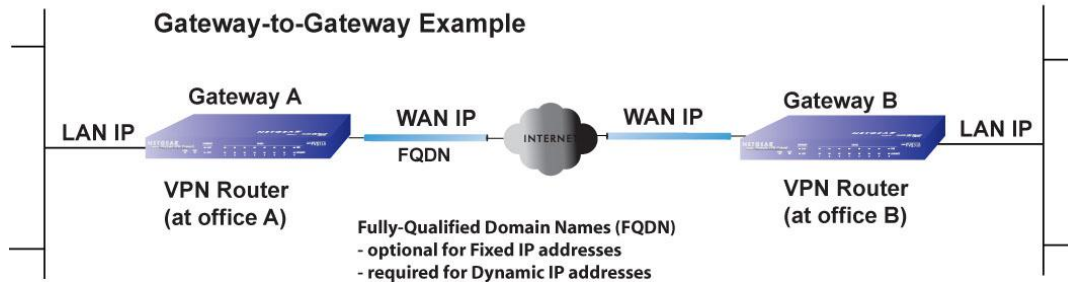 Gateway-to-Gateway Example
Gateway A
Gateway B
LAN IP
WAN IP
WAN IP
LAN IP
INTERNET
FQDN
NETGEAR
NETGEAR
VPN Router
(at office A)
VPN Router
(at office B)
Fully-Qualified Domain Names (FQDN)
- optional for Fixed IP addresses
- required for Dynamic IP addresses